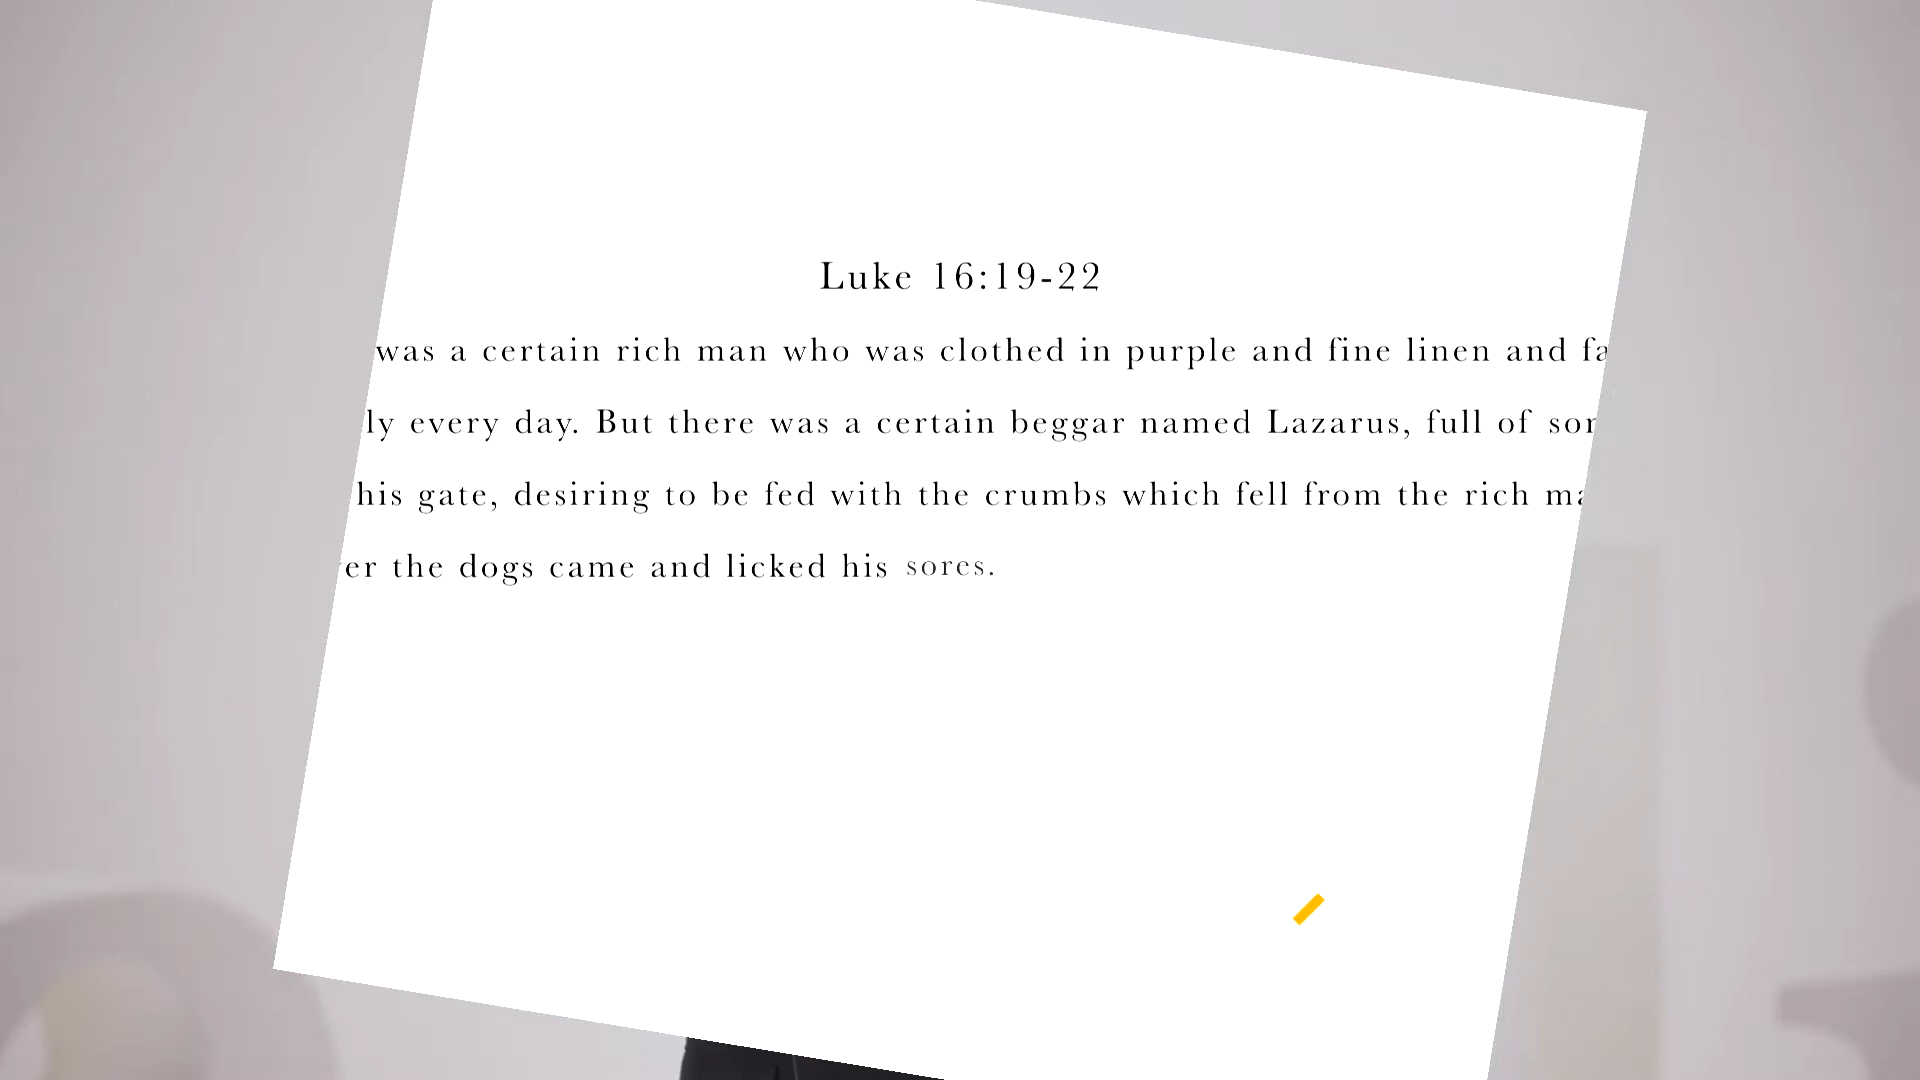 Luke 16:19-22
was a certain rich man who was clothed in purple and fine linen and fa
ly every day. But there was a certain beggar named Lazarus, full of sor
his gate, desiring to be fed with the crumbs which fell from the rich ma
er the dogs came and licked his sores.